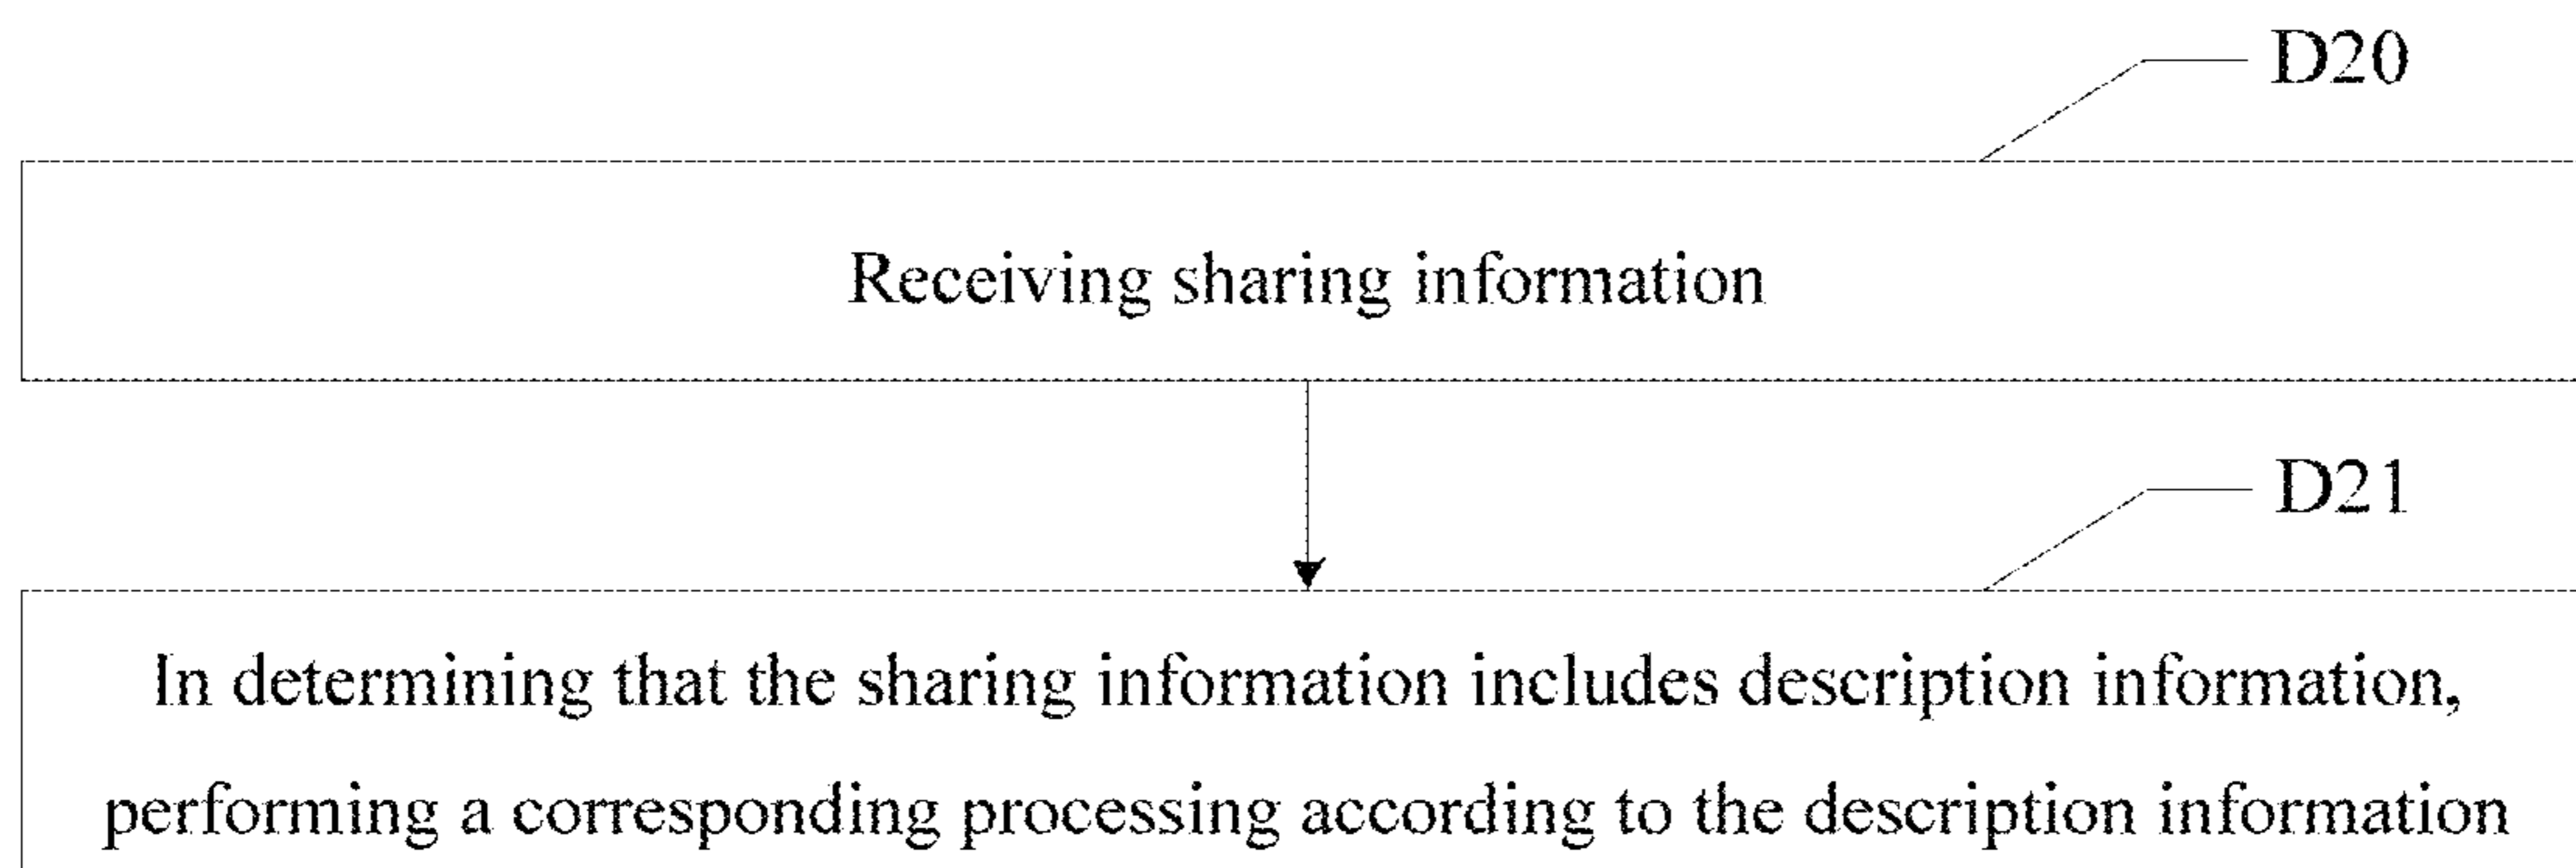 D20
Receiving sharing information
D21
In determining that the sharing information includes description information,
performing a corresponding processing according to the description information